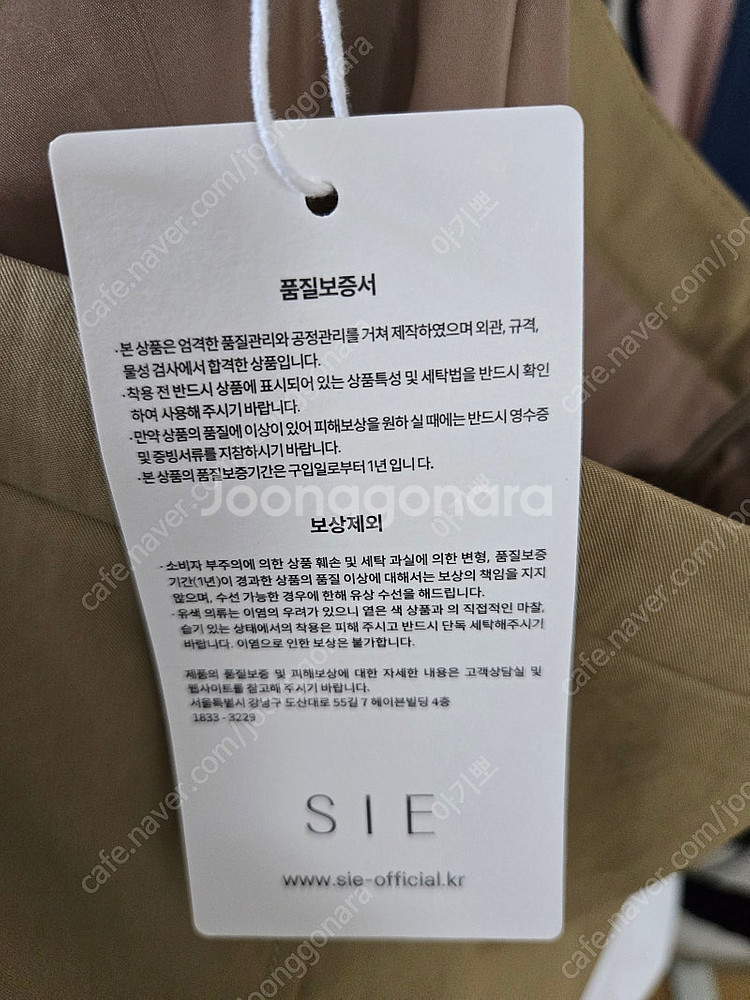 품질보증서
·본 상품은 엄격한 품질관리와 공정관리를 거쳐 제작하였으며 외관, 규격,
물성 검사에서 합격한 상품입니다.
·착용 전 반드시 상품에 표시되어 있는 상품특성 및 세탁법을 반드시 확인
하여 사용해 주시기 바랍니다.
·만약 상품의 품질에 이상이 있어 피해보상을 원하 실 때에는 반드시 영수증
및 증빙서류를 지참하시기 바랍니다.
·본 상품의 품질보증기간은 구입일로부터 1년 입니 다.
Joonggonara
보상제외
·소비자 부주의에 의한 상품 훼손 및 세탁 과실에 의한 변형, 품질보증
기간(1년)이 경과한 상품의 품질 이상에 대해서는 보상의 책임을 지지
않으며, 수선 가능한 경우에 한해 유상 수선을 해드립니다.
·유색 의류는 이염의 우려가 있으니 옅은 색 상품과 의 직접적인 마찰,
습기 있는 상태에서의 착용은 피해 주시고 반드시 단독 세탁해주시기
바랍니다. 이염으로 인한 보상은 불가합니다.
제품의 품질보증 및 피해보상에 대한 자세한 내용은 고객상담실 및
웹사이트를 참고해 주시기 바랍니다.
서울특별시 강남구 도산대로 55길 7 헤이븐빌딩 4층
1833 - 3229
SIE
www.sie-official.kr
cafe.naver.com/joonggonara
아기뽀